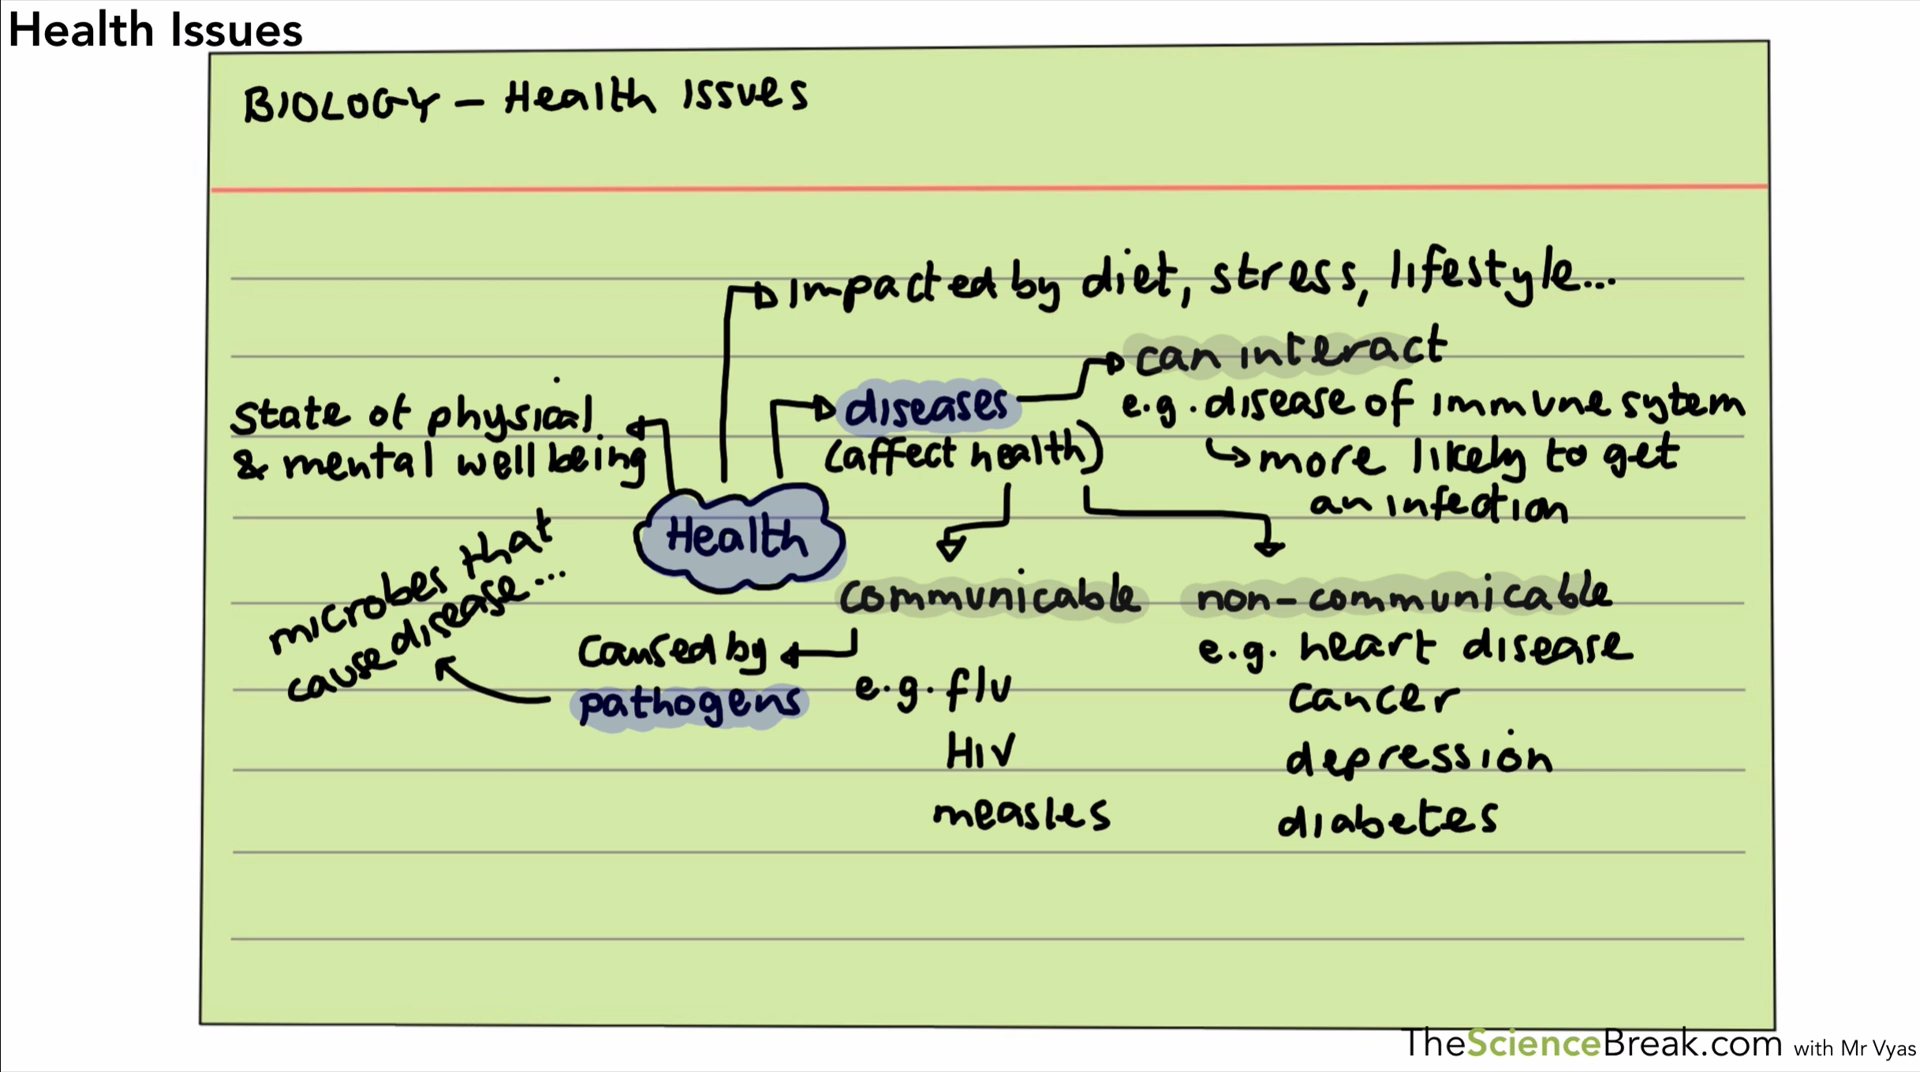 Health Issues
BIOLOGY - Health Issues
impacted by diet, stress, lifestyle...
can interact
diseases
e.g. disease of immune sytem
state of physical
(affect health)
more likely to get
& mental wellbeing
an infection
Health
microbes that
cause disease...
communicable
non-communicable
caused by
e.g. heart disease
pathogens
e.g. flu
cancer
HIV
depression
measles
diabetes
TheScienceBreak.com with Mr Vyas